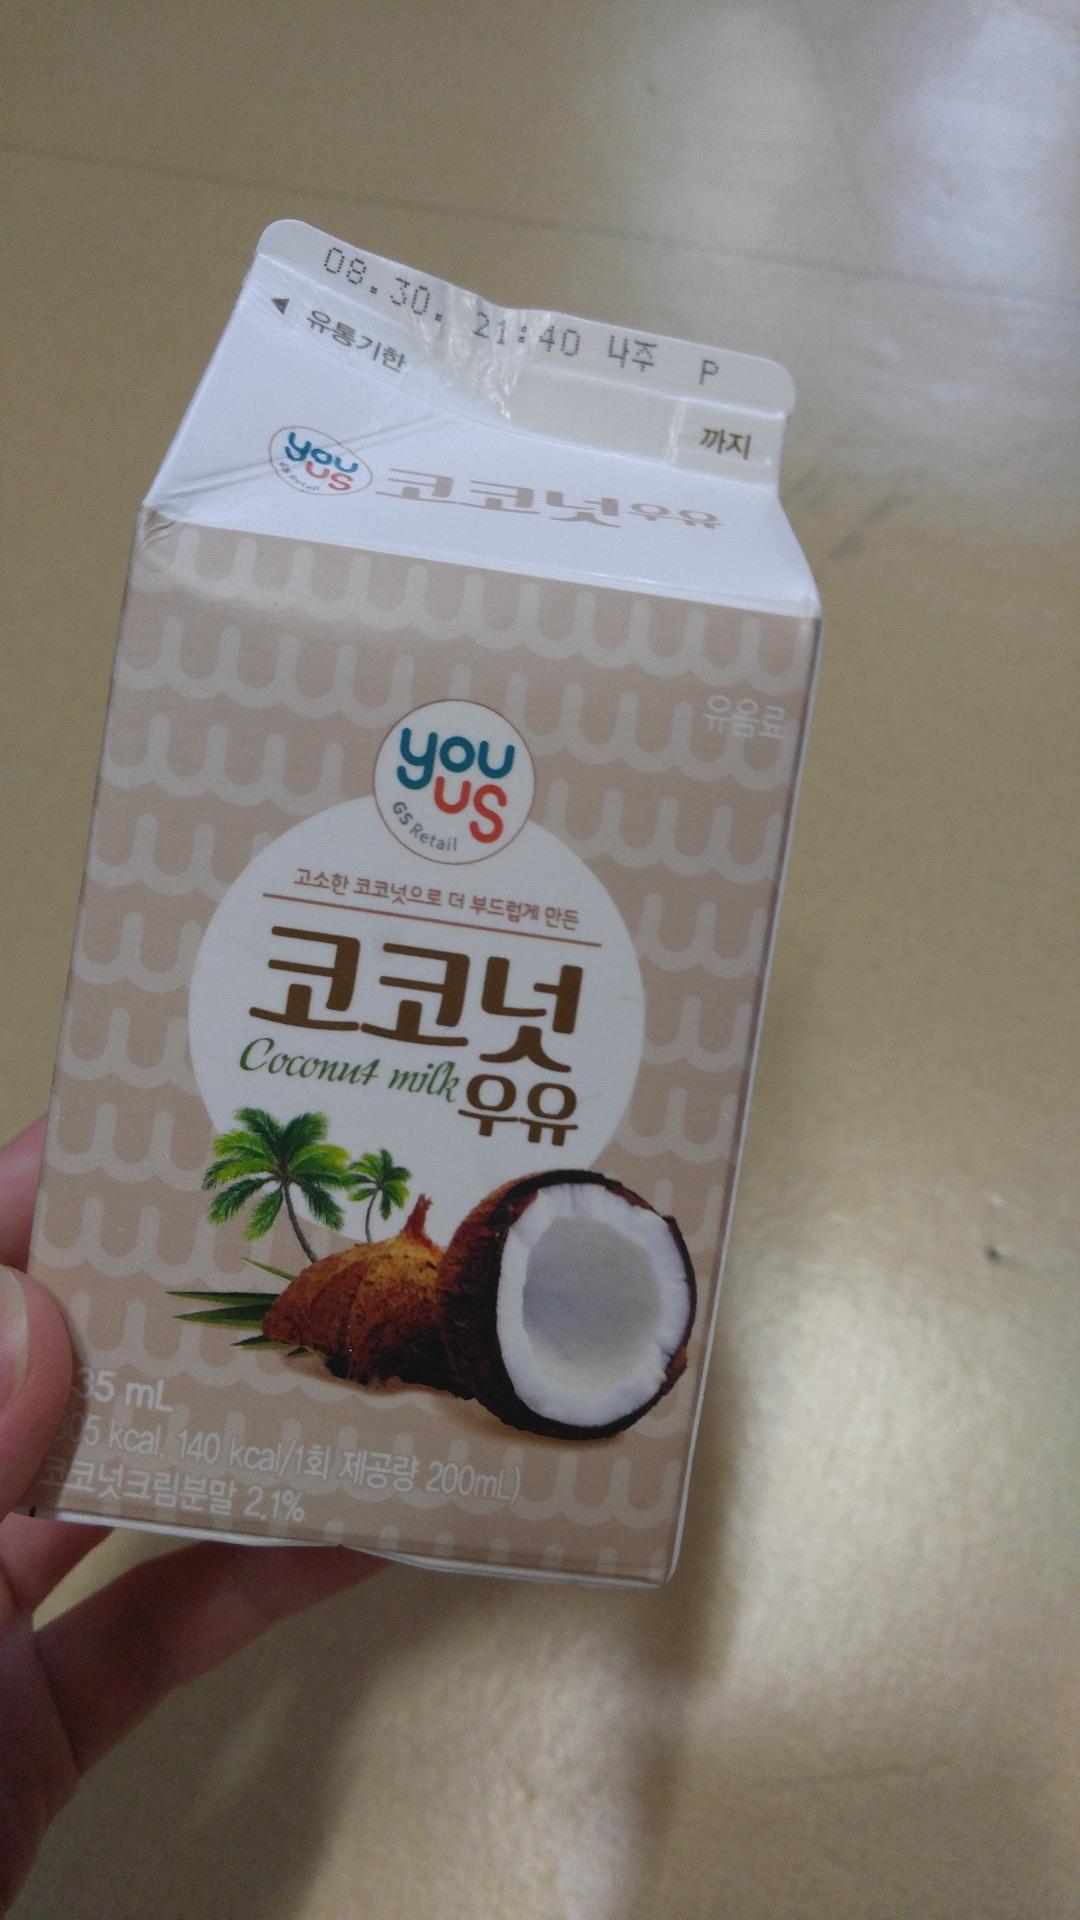 08.30. 21:40 나주 P
유통기한
까지
you
us
GS Retail
코코넛우유
유음료
you
us
GS Retail
고소한 코코넛으로 더 부드럽게 만든
코코넛
Coconut milk
우유
35 mL
305 kcal, 140 kcal/1회 제공량 200mL)
코코넛크림분말 2.1%